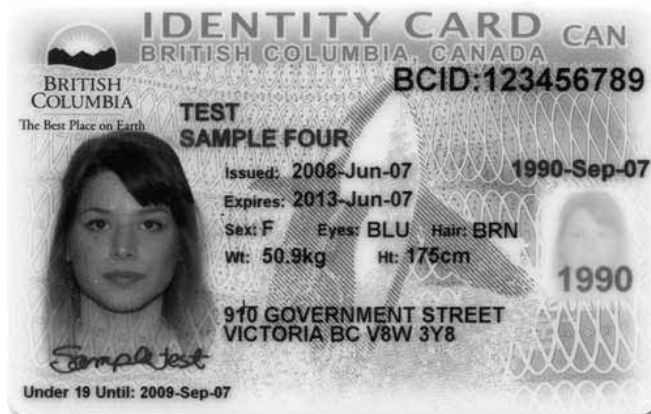 IDENTITY CARD CAN
BRITISH COLUMBIA, CANADA
BRITISH
COLUMBIA
The Best Place on Earth
BCID:123456789
TEST
SAMPLE FOUR
Issued: 2008-Jun-07
1990-Sep-07
Expires: 2013-Jun-07
Sex: F Eyes: BLU Hair: BRN
Wt: 50.9kg Ht: 175cm
1990
910 GOVERNMENT STREET
VICTORIA BC V8W 3Y8
Sample test
Under 19 Until: 2009-Sep-07